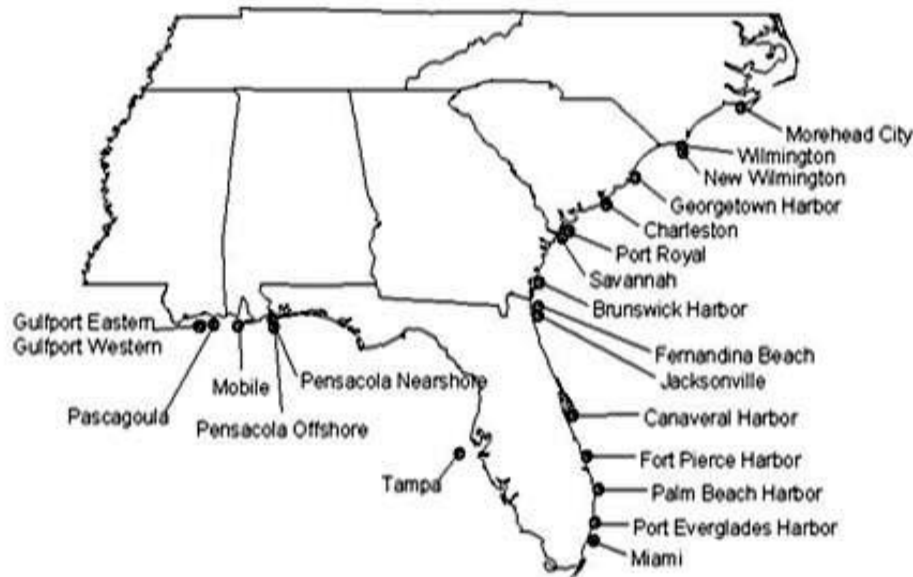 Morehead City
Wilmington
New Wilmington
Georgetown Harbor
Charleston
Port Royal
Savannah
Brunswick Harbor
Gulfport Eastern
Gulfport Western
Fernandina Beach
Mobile
Pensacola Nearshore
Jacksonville
Pascagoula
Pensacola Offshore
Canaveral Harbor
Fort Pierce Harbor
Tampa
Palm Beach Harbor
Port Everglades Harbor
Miami